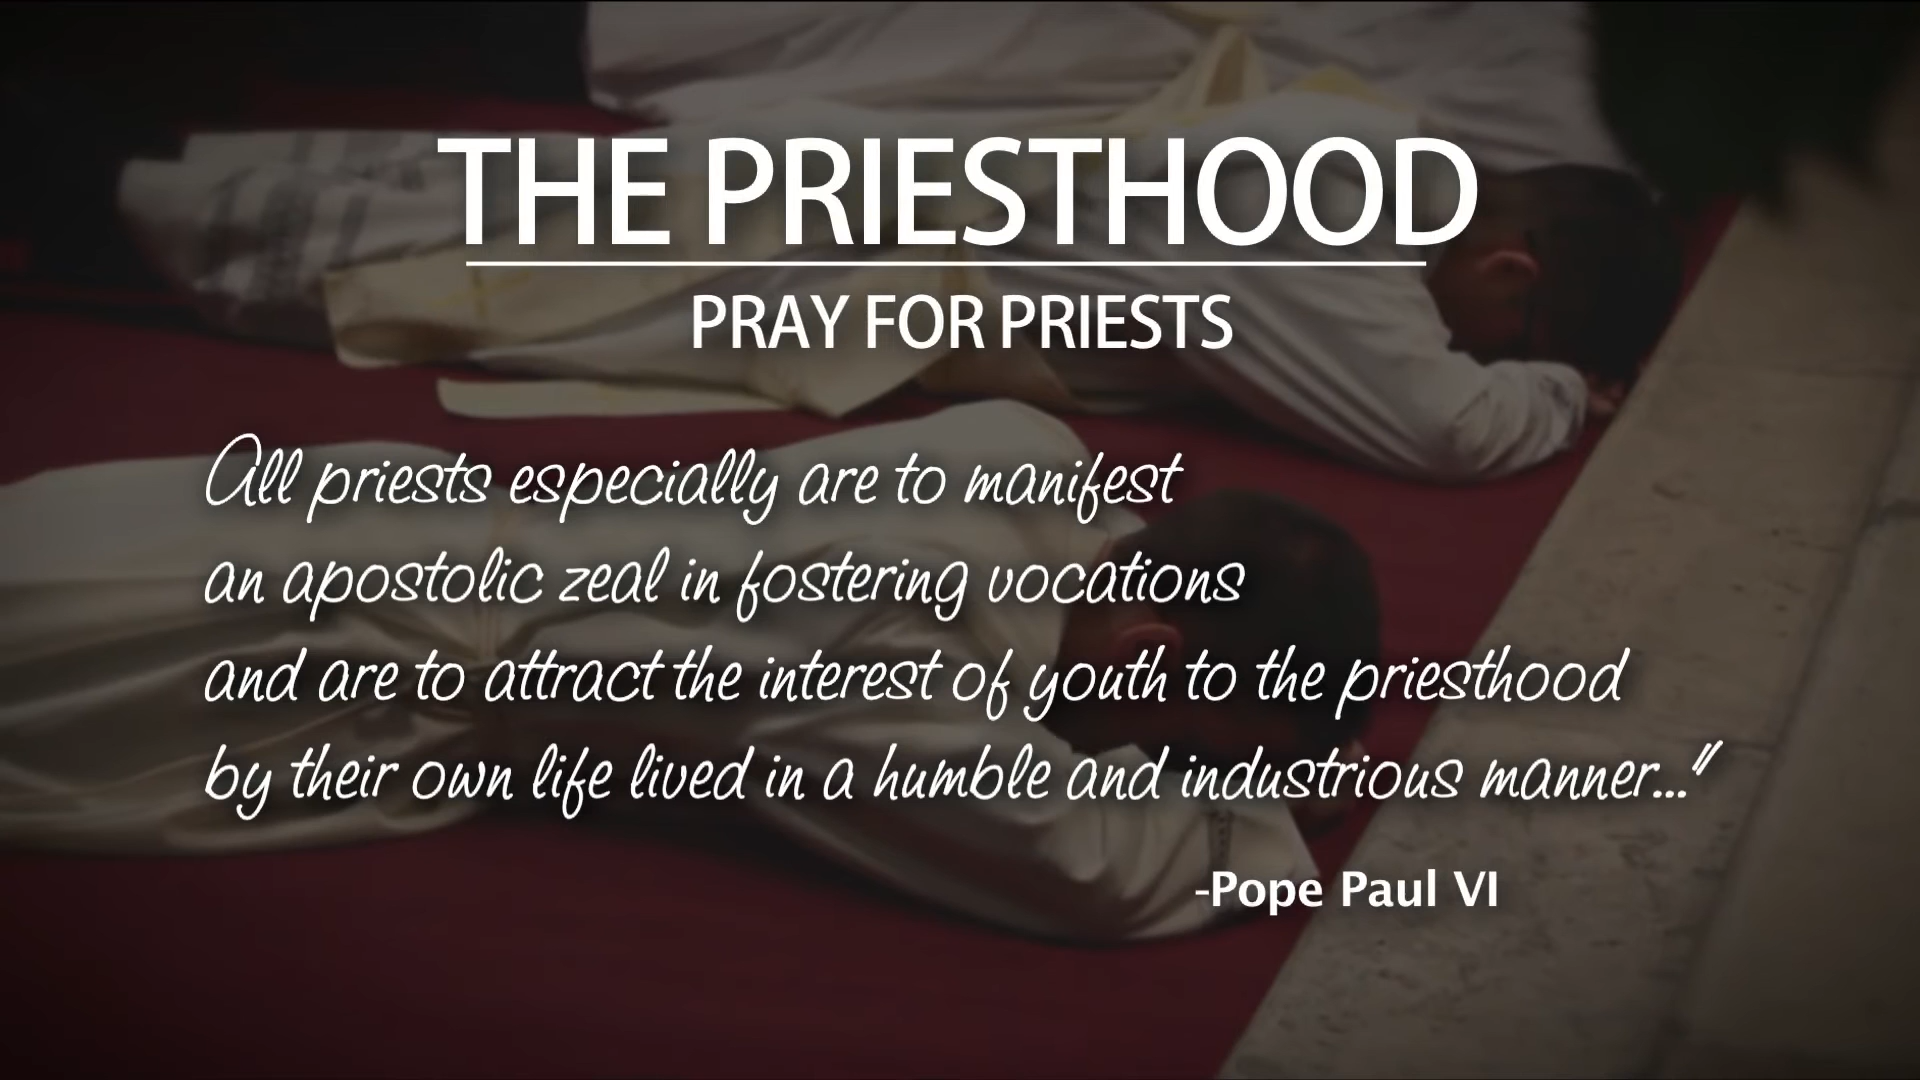 THE PRIESTHOOD
PRAY FOR PRIESTS
All priests especially are to manifest
an apostolic zeal in fostering vocations
and are to attract the interest of youth to the priesthood
by their own life lived in a humble and industrious manner..."
-Pope Paul VI